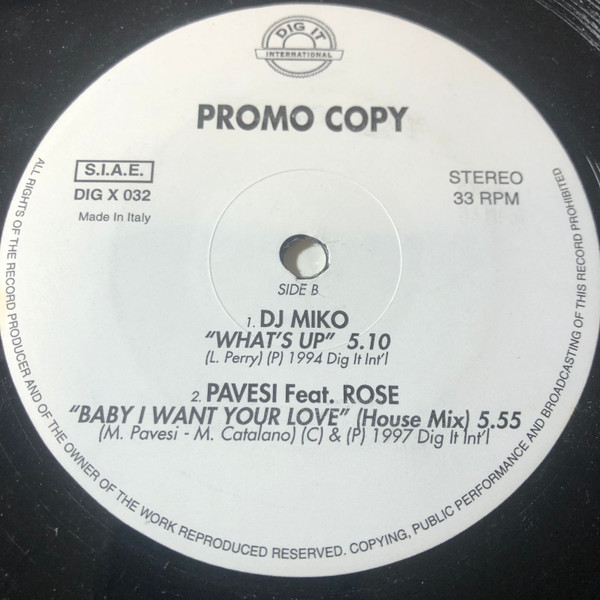 DIG IT
INTERNATIONAL
PROMO COPY
S.I.A.E.
DIG X 032
Made In Italy
STEREO
33 RPM
SIDE B
1. DJ MIKO
"WHAT'S UP" 5.10
(L. Perry) (P) 1994 Dig It Int'l
2. PAVESI Feat. ROSE
"BABY I WANT YOUR LOVE" (House Mix) 5.55
(M. Pavesi - M. Catalano) (C) & (P) 1997 Dig It Int'l
ALL RIGHTS OF THE RECORD PRODUCER AND OF THE OWNER OF THE WORK REPRODUCED RESERVED. COPYING, PUBLIC PERFORMANCE AND BROADCASTING OF THIS RECORD PROHIBITED